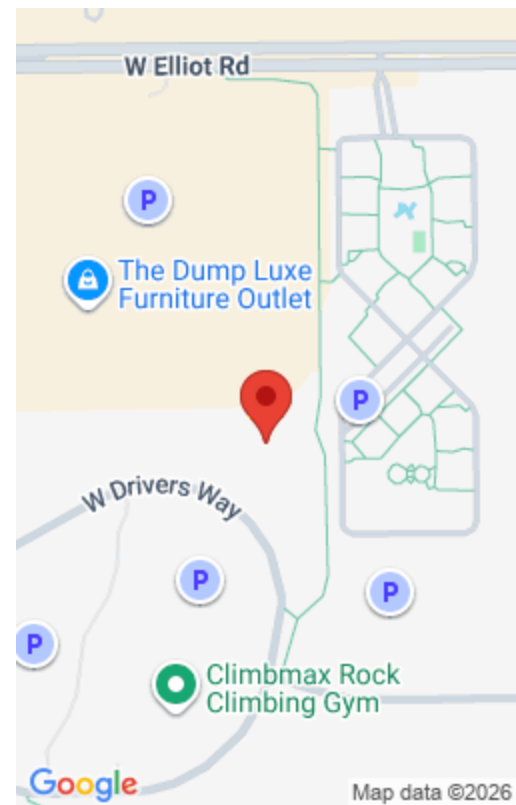 W Elliot Rd
P
The Dump Luxe
Furniture Outlet
P
W Drivers Way
P
P
P
Climbmax Rock
Climbing Gym
Google
Map data ©2026